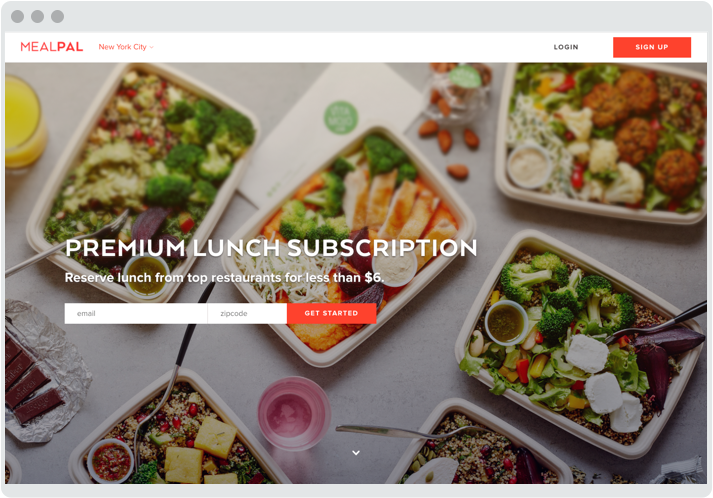 MEALPAL
New York City
LOGIN
SIGN UP
PREMIUM LUNCH SUBSCRIPTION
Reserve lunch from top restaurants for less than $6.
email
zipcode
GET STARTED